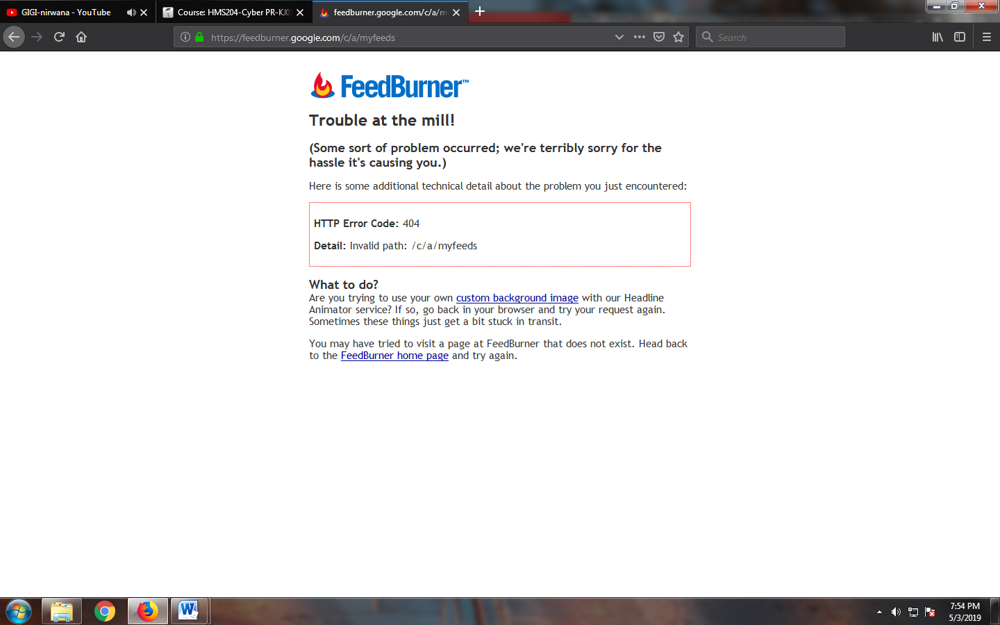 GIGI-nirwana - YouTube
Course: HMS204-Cyber PR-KJ0
feedburner.google.com/c/a/m
https://feedburner.google.com/c/a/myfeeds
Search
FeedBurner™
Trouble at the mill!
(Some sort of problem occurred; we're terribly sorry for the
hassle it's causing you.)
Here is some additional technical detail about the problem you just encountered:
HTTP Error Code: 404
Detail: Invalid path: /c/a/myfeeds
What to do?
Are you trying to use your own custom background image with our Headline
Animator service? If so, go back in your browser and try your request again.
Sometimes these things just get a bit stuck in transit.
You may have tried to visit a page at FeedBurner that does not exist. Head back
to the FeedBurner home page and try again.
W
7:54 PM
5/3/2019